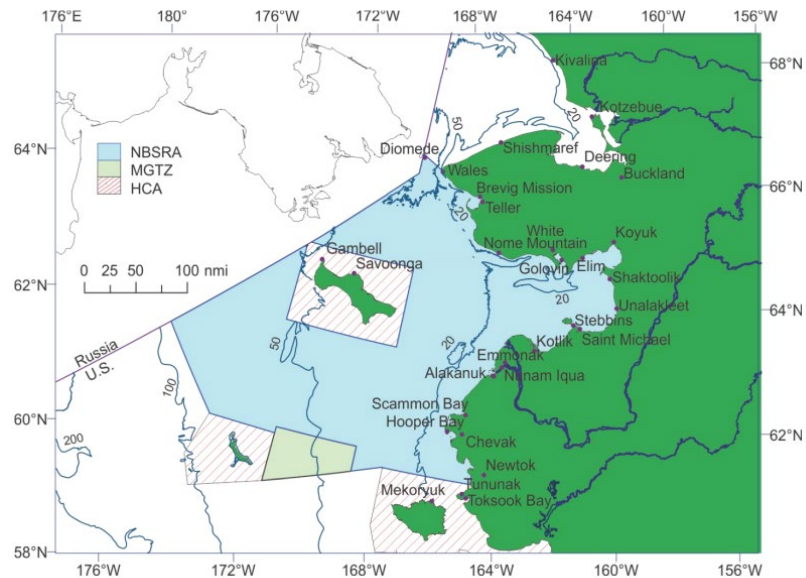 176°E 180° 176°W 172°W 168°W 164°W 160°W 156°W
Kivalina
68°N
20
Kotzebue
50
64°N
NBSRA
MGTZ
HCA
Diomede
Shishmaref
Deering
Wales
Buckland
66°N
Brevig Mission
Teller
20
White
Mountain
Nome
Koyuk
Gambell
Savoonga
Golovin
Elim
62°N
0 25 50 100 nmi
Shaktoolik
20
Unalakleet
64°N
Stebbins
Saint Michael
Russia
U.S.
50
20
Kotlik
Emmonak
Alakanuk
Nunam Iqua
100
Scammon Bay
60°N
Hooper Bay
Chevak
62°N
200
Newtok
Mekoryuk
Tununak
Toksook Bay
58°N
176°W 172°W 168°W 164°W 160°W 156°W